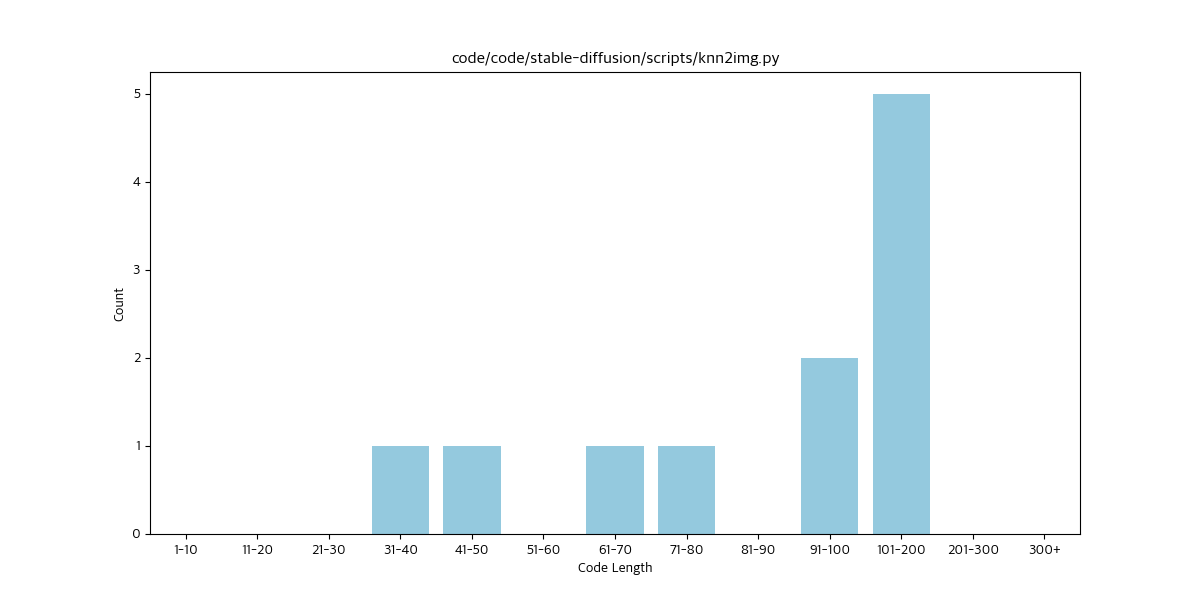 code/code/stable-diffusion/scripts/knn2img.py
5
4
3
2
1
0
Count
1-10 11-20 21-30 31-40 41-50 51-60 61-70 71-80 81-90 91-100 101-200 201-300 300+
Code Length